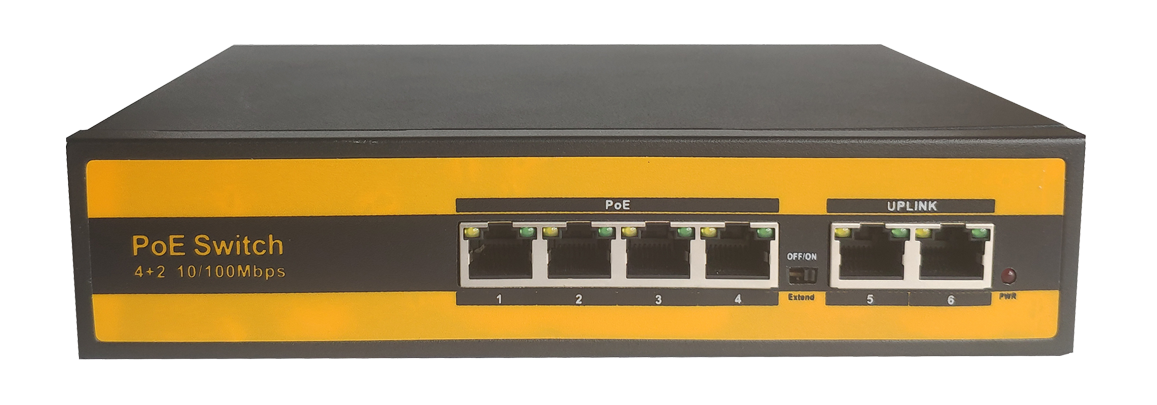 PoE
UPLINK
PoE Switch
4+2 10/100Mbps
OFF/ON
Extend
1
2
3
4
5
6
PWR